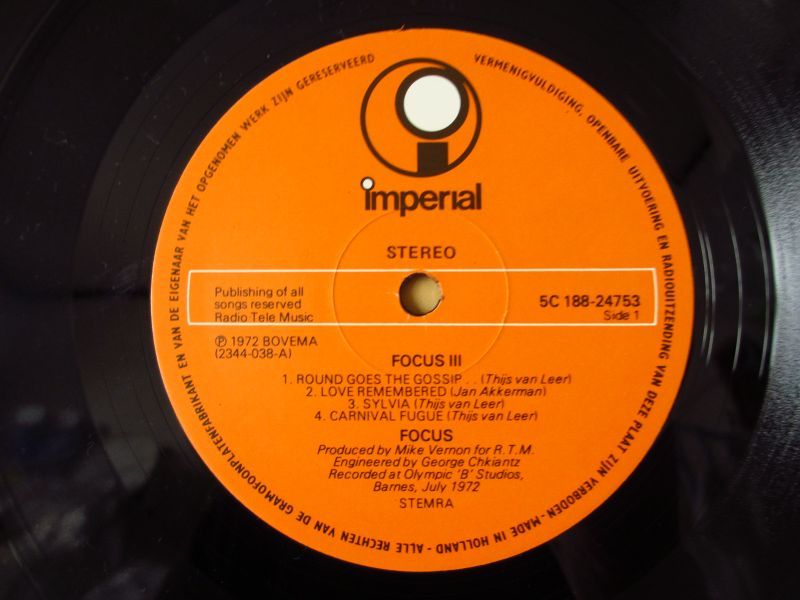 imperial
STEREO
Publishing of all
songs reserved
Radio Tele Music
5C 188-24753
Side 1
℗ 1972 BOVEMA
(2344-038-A)
FOCUS III
1. ROUND GOES THE GOSSIP . . (Thijs van Leer)
2. LOVE REMEMBERED (Jan Akkerman)
3. SYLVIA (Thijs van Leer)
4. CARNIVAL FUGUE (Thijs van Leer)
FOCUS
Produced by Mike Vernon for R.T.M.
Engineered by George Chkiantz
Recorded at Olympic 'B' Studios,
Barnes, July 1972
STEMRA
ALLE RECHTEN VAN DE GRAMOFOONPLATENFABRIKANT EN VAN DE EIGENAAR VAN HET OPGENOMEN WERK ZIJN GERESERVEERD
VERMENIGVULDIGING, OPENBARE UITVOERING EN RADIOUITZENDING VAN DEZE PLAAT ZIJN VERBODEN - MADE IN HOLLAND -